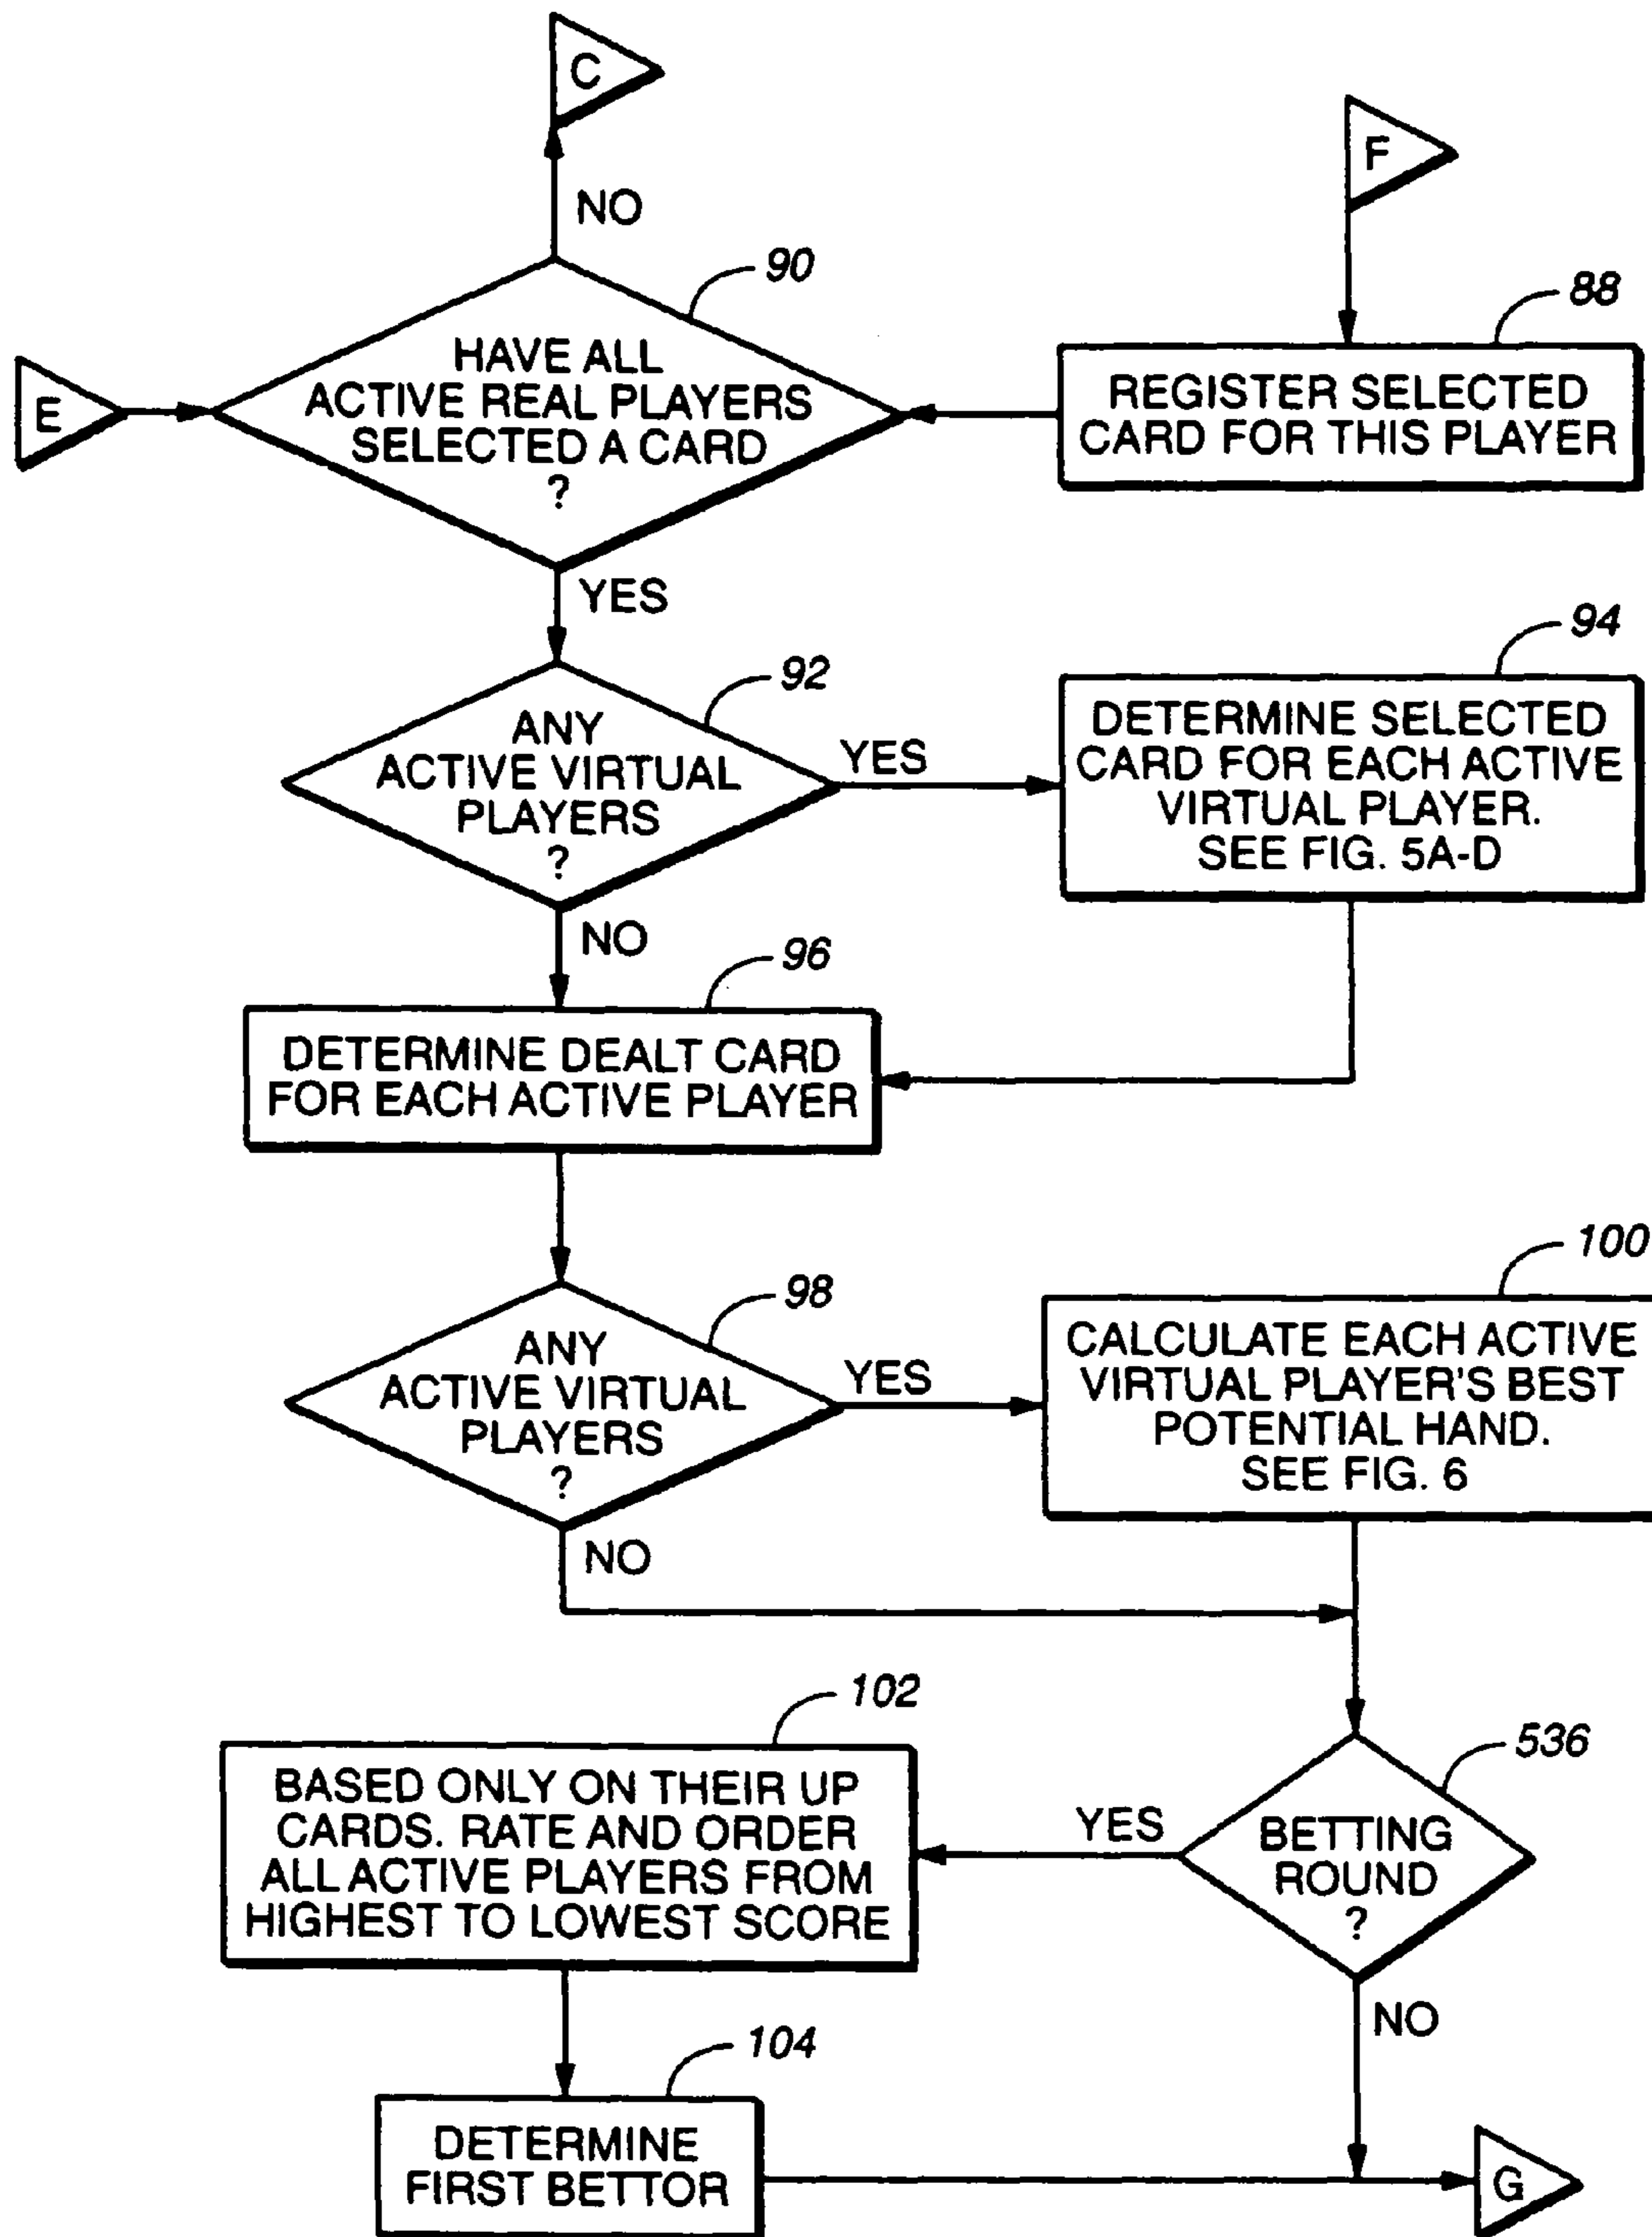 C
F
NO
90
88
E
HAVE ALL
ACTIVE REAL PLAYERS
SELECTED A CARD
?
REGISTER SELECTED
CARD FOR THIS PLAYER
YES
92
94
ANY
ACTIVE VIRTUAL
PLAYERS
?
YES
DETERMINE SELECTED
CARD FOR EACH ACTIVE
VIRTUAL PLAYER.
SEE FIG. 5A-D
NO
96
DETERMINE DEALT CARD
FOR EACH ACTIVE PLAYER
98
100
ANY
ACTIVE VIRTUAL
PLAYERS
?
YES
CALCULATE EACH ACTIVE
VIRTUAL PLAYER'S BEST
POTENTIAL HAND.
SEE FIG. 6
NO
102
536
BASED ONLY ON THEIR UP
CARDS. RATE AND ORDER
ALL ACTIVE PLAYERS FROM
HIGHEST TO LOWEST SCORE
YES
BETTING
ROUND
?
NO
104
DETERMINE
FIRST BETTOR
G